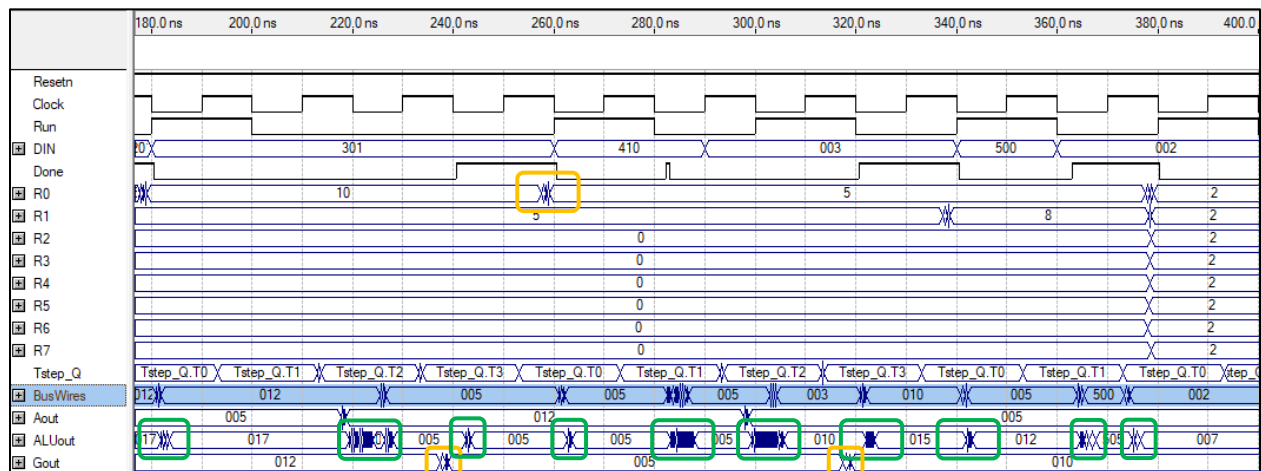 180.0 ns 200.0 ns 220.0 ns 240.0 ns 260.0 ns 280.0 ns 300.0 ns 320.0 ns 340.0 ns 360.0 ns 380.0 ns 400.0
Resetn
Clock
Run
DIN 301 410 003 500 002
Done
R0 10 5 2
R1 5 8 2
R2 0 2
R3 0 2
R4 0 2
R5 0 2
R6 0 2
R7 0 2
Tstep_Q Tstep_Q.T0 Tstep_Q.T1 Tstep_Q.T2 Tstep_Q.T3 Tstep_Q.T0 Tstep_Q.T1 Tstep_Q.T2 Tstep_Q.T3 Tstep_Q.T0 Tstep_Q.T1 Tstep_Q.T0
BusWires 012 012 005 005 005 003 010 005 500 002
Aout 005 012 005
ALUout 17 017 005 005 005 005 010 015 012 007
Gout 012 005 010